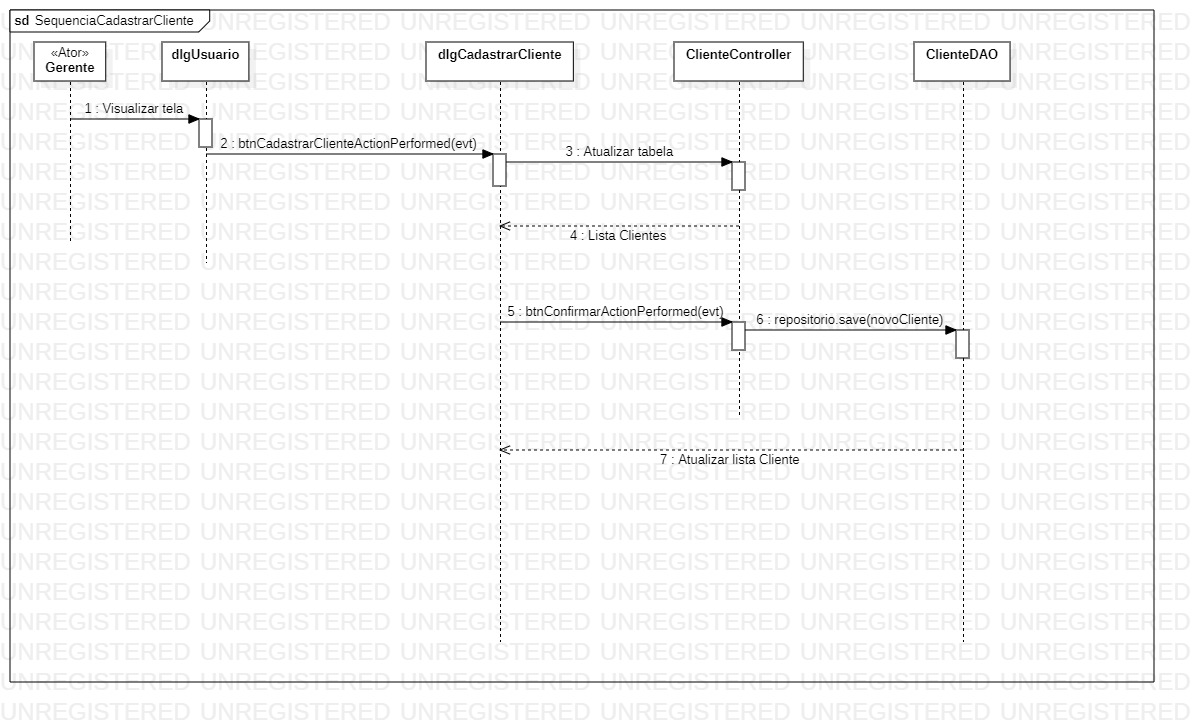 sd SequenciaCadastrarCliente
«Ator»
Gerente
dlgUsuario
dlgCadastrarCliente
ClienteController
ClienteDAO
1 : Visualizar tela
2 : btnCadastrarClienteActionPerformed(evt)
3 : Atualizar tabela
4 : Lista Clientes
5 : btnConfirmarActionPerformed(evt)
6 : repositorio.save(novoCliente)
7 : Atualizar lista Cliente
UNREGISTERED UNREGISTERED UNREGISTERED UNREGISTERED UNREGISTERED UNREGISTERED